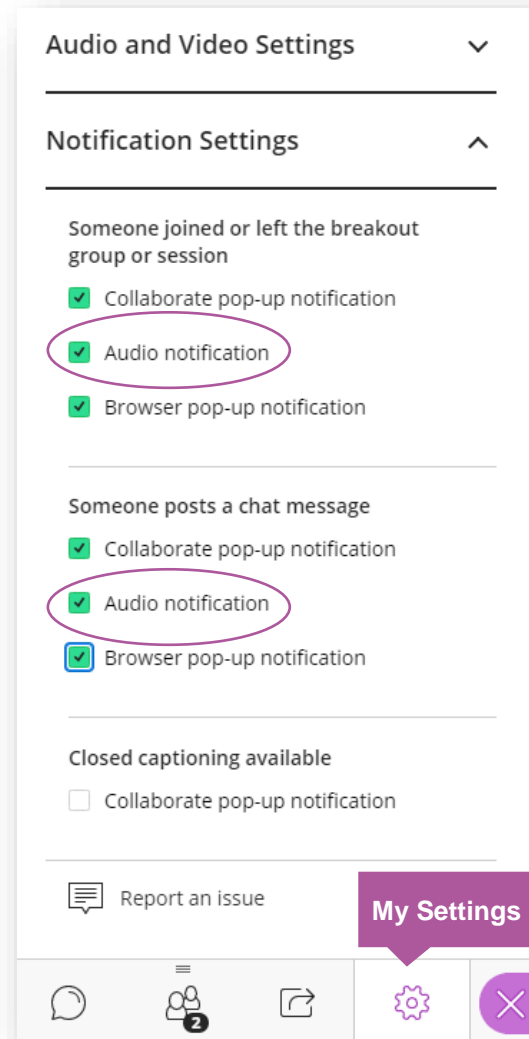 Audio and Video Settings
Notification Settings
Someone joined or left the breakout
group or session
Collaborate pop-up notification
Audio notification
Browser pop-up notification
Someone posts a chat message
Collaborate pop-up notification
Audio notification
Browser pop-up notification
Closed captioning available
Collaborate pop-up notification
Report an issue
My Settings
2